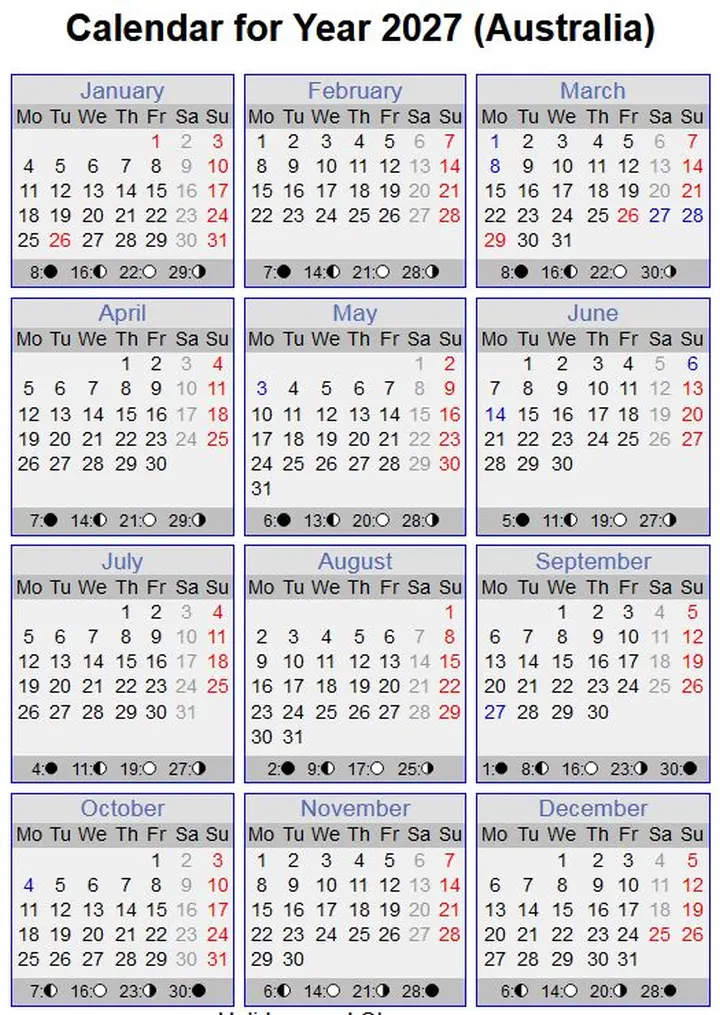 Calendar for Year 2027 (Australia)
January
Mo Tu We Th Fr Sa Su
1 2 3
4 5 6 7 8 9 10
11 12 13 14 15 16 17
18 19 20 21 22 23 24
25 26 27 28 29 30 31
8: 16: 22: 29:
February
Mo Tu We Th Fr Sa Su
1 2 3 4 5 6 7
8 9 10 11 12 13 14
15 16 17 18 19 20 21
22 23 24 25 26 27 28
7: 14: 21: 28:
March
Mo Tu We Th Fr Sa Su
1 2 3 4 5 6 7
8 9 10 11 12 13 14
15 16 17 18 19 20 21
22 23 24 25 26 27 28
29 30 31
8: 16: 22: 30:
April
Mo Tu We Th Fr Sa Su
1 2 3 4
5 6 7 8 9 10 11
12 13 14 15 16 17 18
19 20 21 22 23 24 25
26 27 28 29 30
7: 14: 21: 29:
May
Mo Tu We Th Fr Sa Su
1 2
3 4 5 6 7 8 9
10 11 12 13 14 15 16
17 18 19 20 21 22 23
24 25 26 27 28 29 30
31
6: 13: 20: 28:
June
Mo Tu We Th Fr Sa Su
1 2 3 4 5 6
7 8 9 10 11 12 13
14 15 16 17 18 19 20
21 22 23 24 25 26 27
28 29 30
5: 11: 19: 27:
July
Mo Tu We Th Fr Sa Su
1 2 3 4
5 6 7 8 9 10 11
12 13 14 15 16 17 18
19 20 21 22 23 24 25
26 27 28 29 30 31
4: 11: 19: 27:
August
Mo Tu We Th Fr Sa Su
1
2 3 4 5 6 7 8
9 10 11 12 13 14 15
16 17 18 19 20 21 22
23 24 25 26 27 28 29
30 31
2: 9: 17: 25:
September
Mo Tu We Th Fr Sa Su
1 2 3 4 5
6 7 8 9 10 11 12
13 14 15 16 17 18 19
20 21 22 23 24 25 26
27 28 29 30
1: 8: 16: 23: 30:
October
Mo Tu We Th Fr Sa Su
1 2 3
4 5 6 7 8 9 10
11 12 13 14 15 16 17
18 19 20 21 22 23 24
25 26 27 28 29 30 31
7: 16: 23: 30:
November
Mo Tu We Th Fr Sa Su
1 2 3 4 5 6 7
8 9 10 11 12 13 14
15 16 17 18 19 20 21
22 23 24 25 26 27 28
29 30
6: 14: 21: 28:
December
Mo Tu We Th Fr Sa Su
1 2 3 4 5
6 7 8 9 10 11 12
13 14 15 16 17 18 19
20 21 22 23 24 25 26
27 28 29 30 31
6: 14: 20: 28: